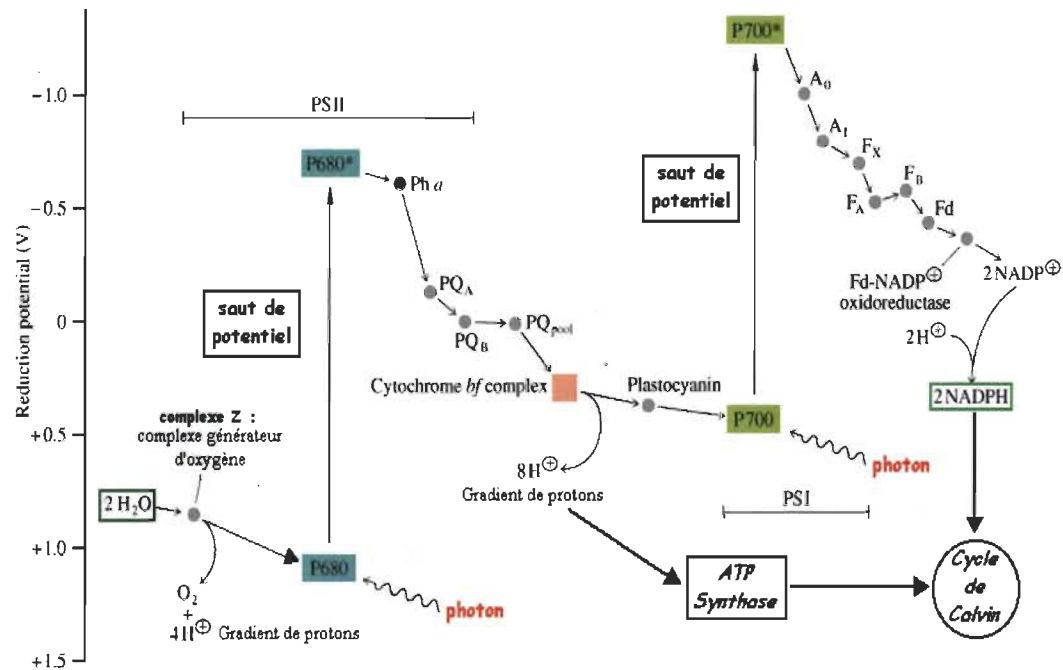 Reduction potential (V)
-1.0
-0.5
0
+0.5
+1.0
+1.5
PSII
P680*
Ph a
saut de
potentiel
PQA
PQB
PQpool
Cytochrome bf complex
complexe Z :
complexe générateur
d'oxygène
2 H2O
O2
+
4H⊕ Gradient de protons
P680
photon
8H⊕
Gradient de protons
Plastocyanin
P700
photon
PSI
saut de
potentiel
P700*
A0
A1
FX
FA
FB
Fd
Fd-NADP⊕
oxidoreductase
2NADP⊕
2H⊕
2NADPH
ATP
Synthase
Cycle
de
Calvin